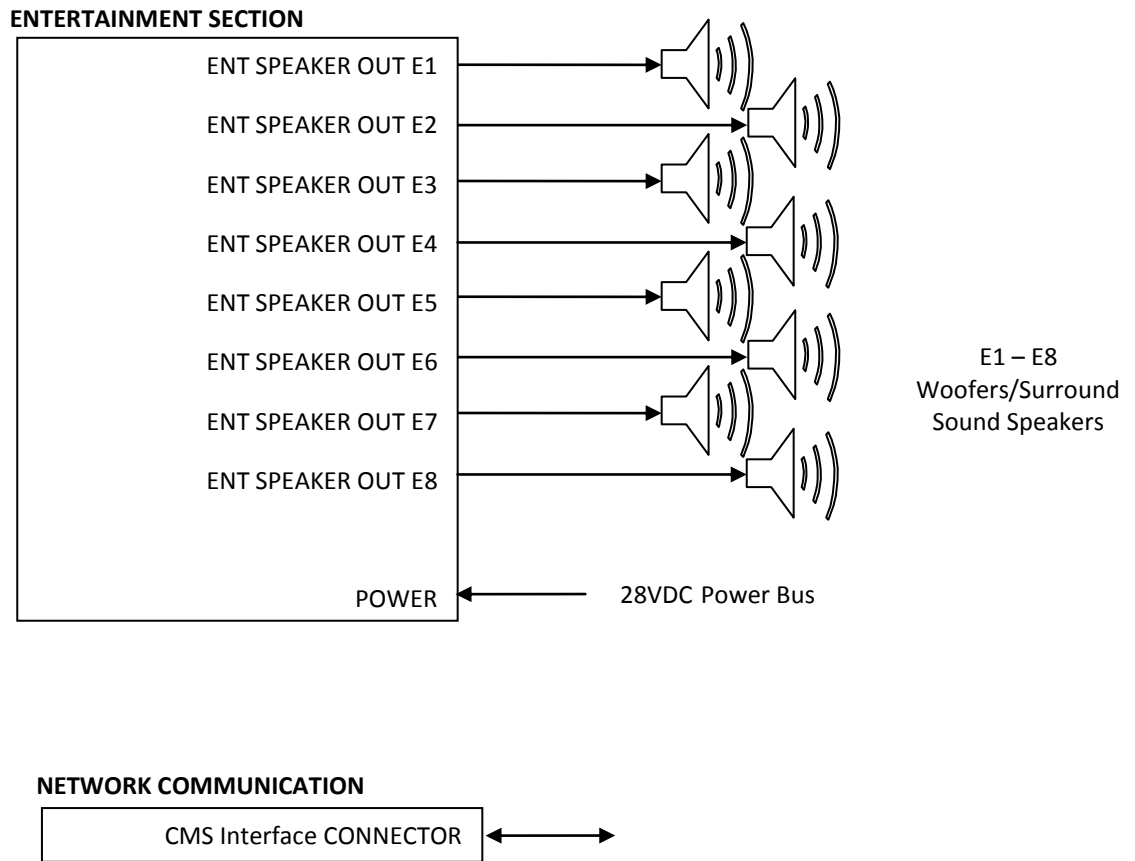 ENTERTAINMENT SECTION
ENT SPEAKER OUT E1
ENT SPEAKER OUT E2
ENT SPEAKER OUT E3
ENT SPEAKER OUT E4
ENT SPEAKER OUT E5
ENT SPEAKER OUT E6
ENT SPEAKER OUT E7
ENT SPEAKER OUT E8
E1 – E8
Woofers/Surround
Sound Speakers
POWER
28VDC Power Bus
NETWORK COMMUNICATION
CMS Interface CONNECTOR